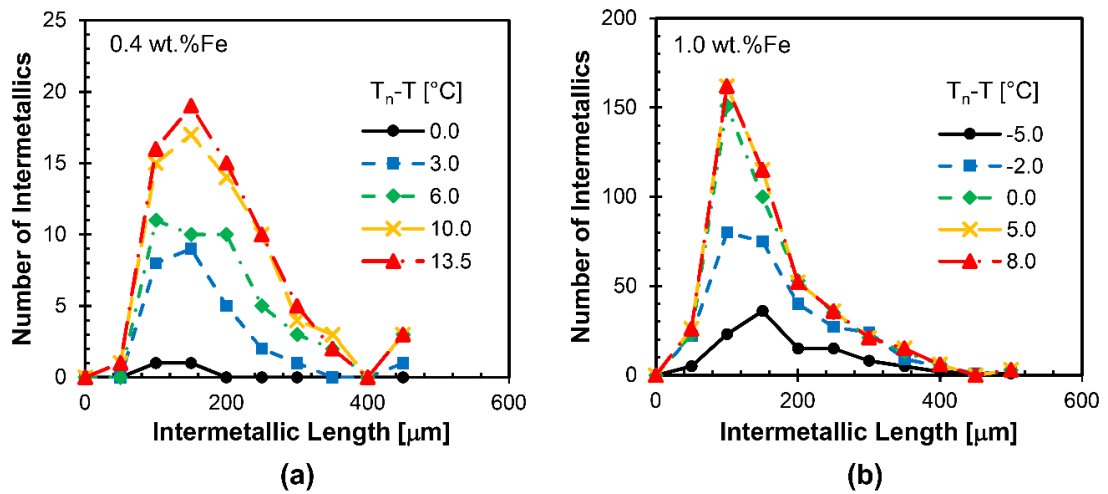 0.4 wt.%Fe
Tₙ-T [°C]
0.0
3.0
6.0
10.0
13.5
Number of Intermetallics
25
20
15
10
5
0
0
200
400
600
Intermetallic Length [μm]
(a)
1.0 wt.%Fe
Tₙ-T [°C]
-5.0
-2.0
0.0
5.0
8.0
Number of Intermetallics
200
150
100
50
0
0
200
400
600
Intermetallic Length [μm]
(b)